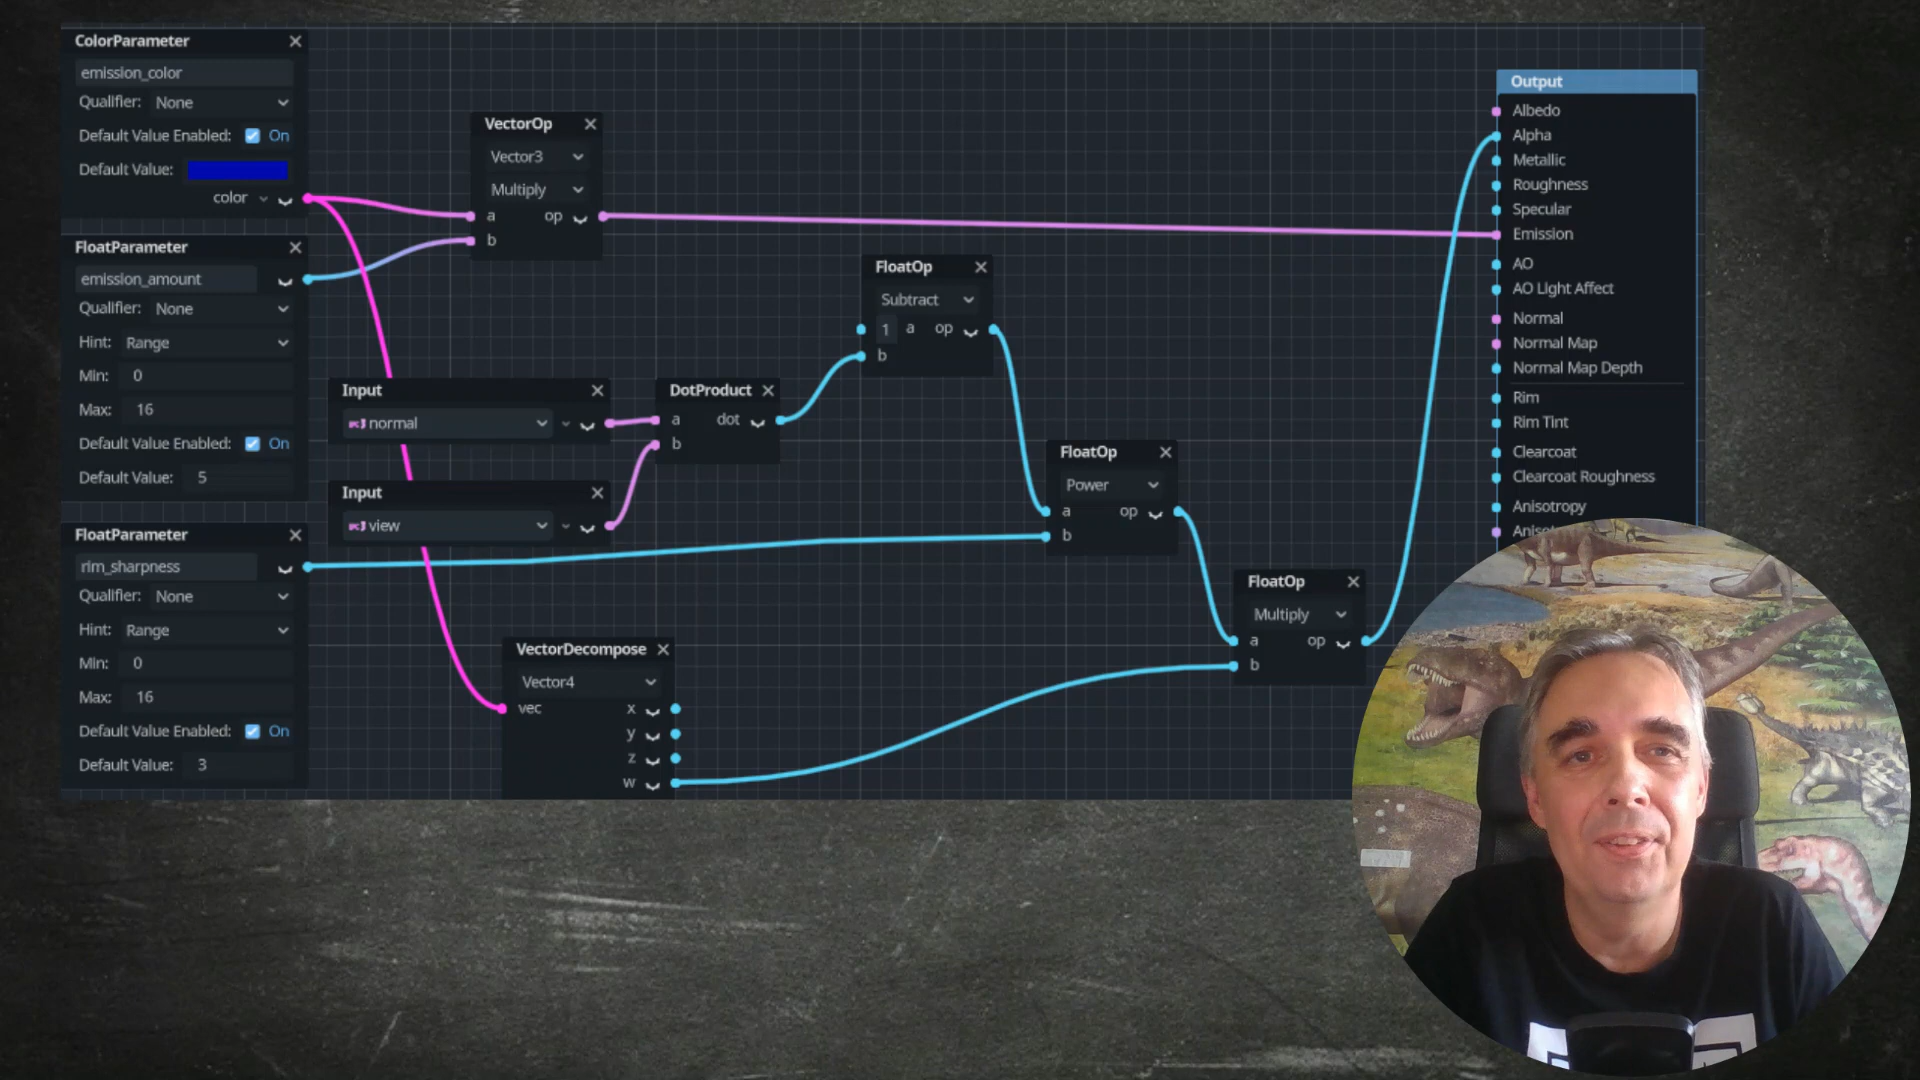 ColorParameter
emission_color
Qualifier: None
Default Value Enabled: On
Default Value:
color
FloatParameter
emission_amount
Qualifier: None
Hint: Range
Min: 0
Max: 16
Default Value Enabled: On
Default Value: 5
FloatParameter
rim_sharpness
Qualifier: None
Hint: Range
Min: 0
Max: 16
Default Value Enabled: On
Default Value: 3
VectorOp
Vector3
Multiply
a op
b
Input
normal
Input
view
DotProduct
a dot
b
VectorDecompose
Vector4
vec x
y
z
w
FloatOp
Subtract
1 a op
b
FloatOp
Power
a op
b
FloatOp
Multiply
a op
b
Output
Albedo
Alpha
Metallic
Roughness
Specular
Emission
AO
AO Light Affect
Normal
Normal Map
Normal Map Depth
Rim
Rim Tint
Clearcoat
Clearcoat Roughness
Anisotropy